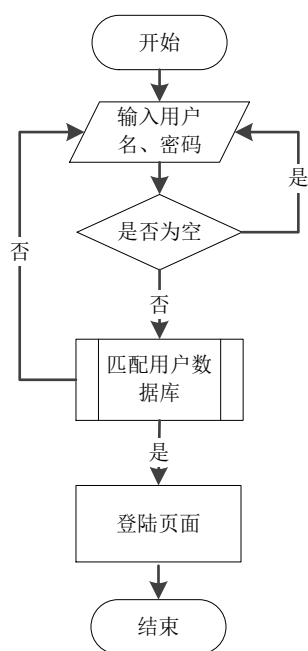 开始
输入用户
名、密码
是
是否为空
否
否
匹配用户数
据库
是
登陆页面
结束